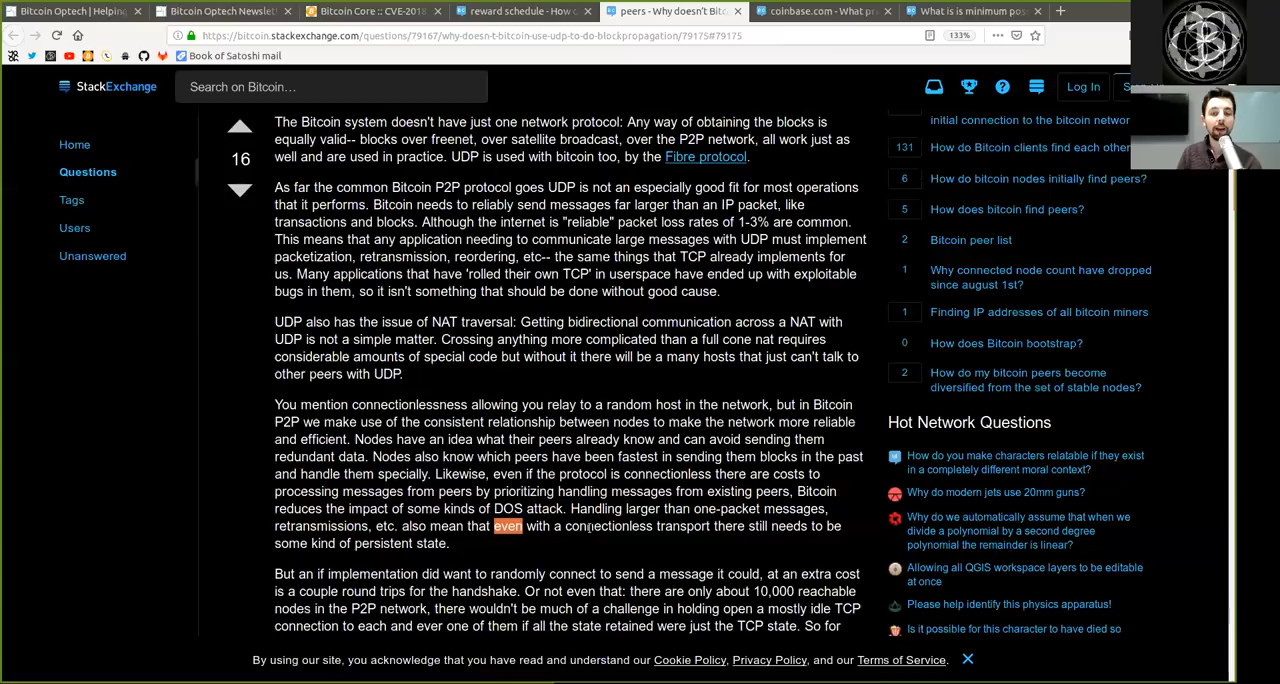 Bitcoin Optech | Helping
Bitcoin Optech Newslet
Bitcoin Core :: CVE-2018
reward schedule - How c
peers - Why doesn't Bitc
coinbase.com - What pr
What is is minimum po
https://bitcoin.stackexchange.com/questions/79167/why-doesn-t-bitcoin-use-udp-to-do-blockpropagation/79175#79175
133%
Book of Satoshi mail
StackExchange
Search on Bitcoin…
Log In
Home
Questions
Tags
Users
Unanswered
16
The Bitcoin system doesn't have just one network protocol: Any way of obtaining the blocks is
equally valid-- blocks over freenet, over satellite broadcast, over the P2P network, all work just as
well and are used in practice. UDP is used with bitcoin too, by the Fibre protocol.
As far the common Bitcoin P2P protocol goes UDP is not an especially good fit for most operations
that it performs. Bitcoin needs to reliably send messages far larger than an IP packet, like
transactions and blocks. Although the internet is "reliable" packet loss rates of 1-3% are common.
This means that any application needing to communicate large messages with UDP must implement
packetization, retransmission, reordering, etc-- the same things that TCP already implements for
us. Many applications that have 'rolled their own TCP' in userspace have ended up with exploitable
bugs in them, so it isn't something that should be done without good cause.
UDP also has the issue of NAT traversal: Getting bidirectional communication across a NAT with
UDP is not a simple matter. Crossing anything more complicated than a full cone nat requires
considerable amounts of special code but without it there will be a many hosts that just can't talk to
other peers with UDP.
You mention connectionlessness allowing you relay to a random host in the network, but in Bitcoin
P2P we make use of the consistent relationship between nodes to make the network more reliable
and efficient. Nodes have an idea what their peers already know and can avoid sending them
redundant data. Nodes also know which peers have been fastest in sending them blocks in the past
and handle them specially. Likewise, even if the protocol is connectionless there are costs to
processing messages from peers by prioritizing handling messages from existing peers, Bitcoin
reduces the impact of some kinds of DOS attack. Handling larger than one-packet messages,
retransmissions, etc. also mean that even with a connectionless transport there still needs to be
some kind of persistent state.
But an if implementation did want to randomly connect to send a message it could, at an extra cost
is a couple round trips for the handshake. Or not even that: there are only about 10,000 reachable
nodes in the P2P network, there wouldn't be much of a challenge in holding open a mostly idle TCP
connection to each and ever one of them if all the state retained were just the TCP state. So for
initial connection to the bitcoin networ
131 How do Bitcoin clients find each other
6 How do bitcoin nodes initially find peers?
5 How does bitcoin find peers?
2 Bitcoin peer list
1 Why connected node count have dropped
since august 1st?
1 Finding IP addresses of all bitcoin miners
0 How does Bitcoin bootstrap?
2 How do my bitcoin peers become
diversified from the set of stable nodes?
Hot Network Questions
How do you make characters relatable if they exist
in a completely different moral context?
Why do modern jets use 20mm guns?
Why do we automatically assume that when we
divide a polynomial by a second degree
polynomial the remainder is linear?
Allowing all QGIS workspace layers to be editable
at once
Please help identify this physics apparatus!
Is it possible for this character to have died so
By using our site, you acknowledge that you have read and understand our Cookie Policy, Privacy Policy, and our Terms of Service.